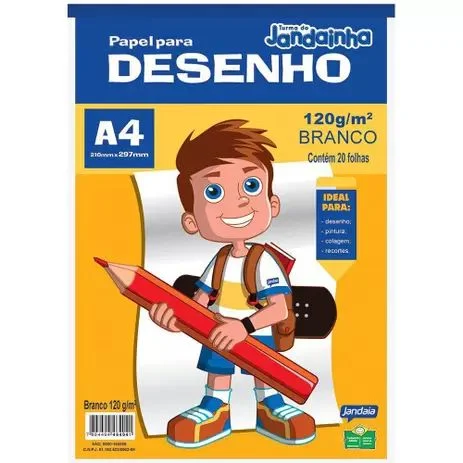 Turma do
Jandainha
Papel para
DESENHO
A4
210mm x 297mm
120g/m²
BRANCO
Contém 20 folhas
IDEAL
PARA:
- desenho;
- pintura;
- colagem;
- recortes.
Jandaia
Branco 120 g/m²
jandaia